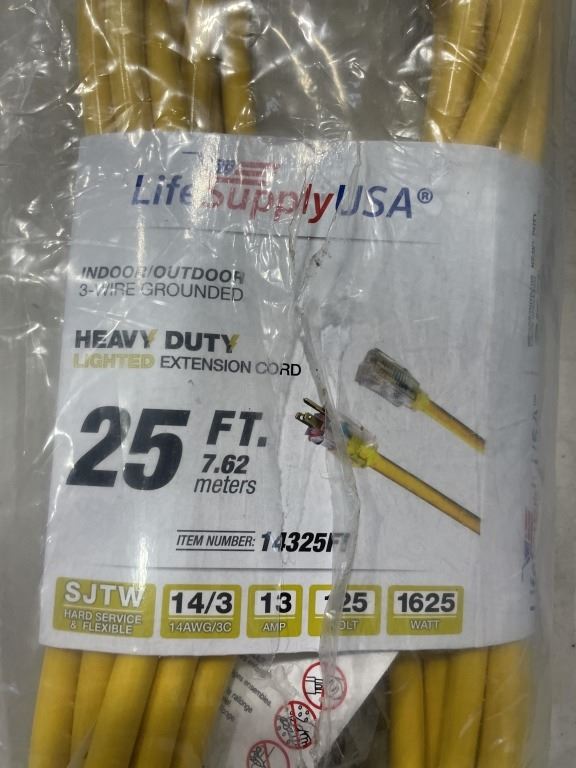 LifeSupplyUSA®
INDOOR/OUTDOOR
3-WIRE GROUNDED
HEAVY DUTY
LIGHTED EXTENSION CORD
25 FT.
7.62
meters
ITEM NUMBER:
SJTW
HARD SERVICE
& FLEXIBLE
14/3
14AWG/3C
13
AMP
125
VOLT
1625
WATT